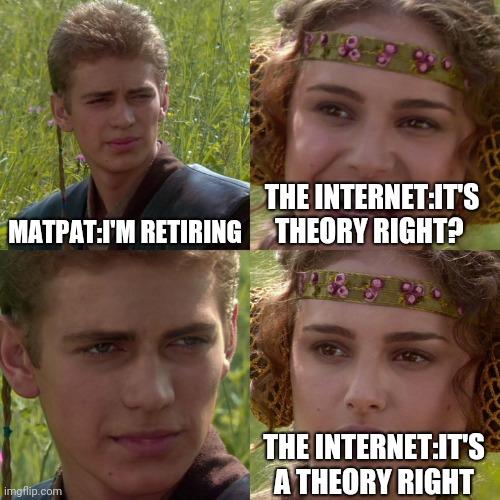 MATPAT:I'M RETIRING
THE INTERNET:IT'S
THEORY RIGHT?
THE INTERNET:IT'S
A THEORY RIGHT
imgflip.com